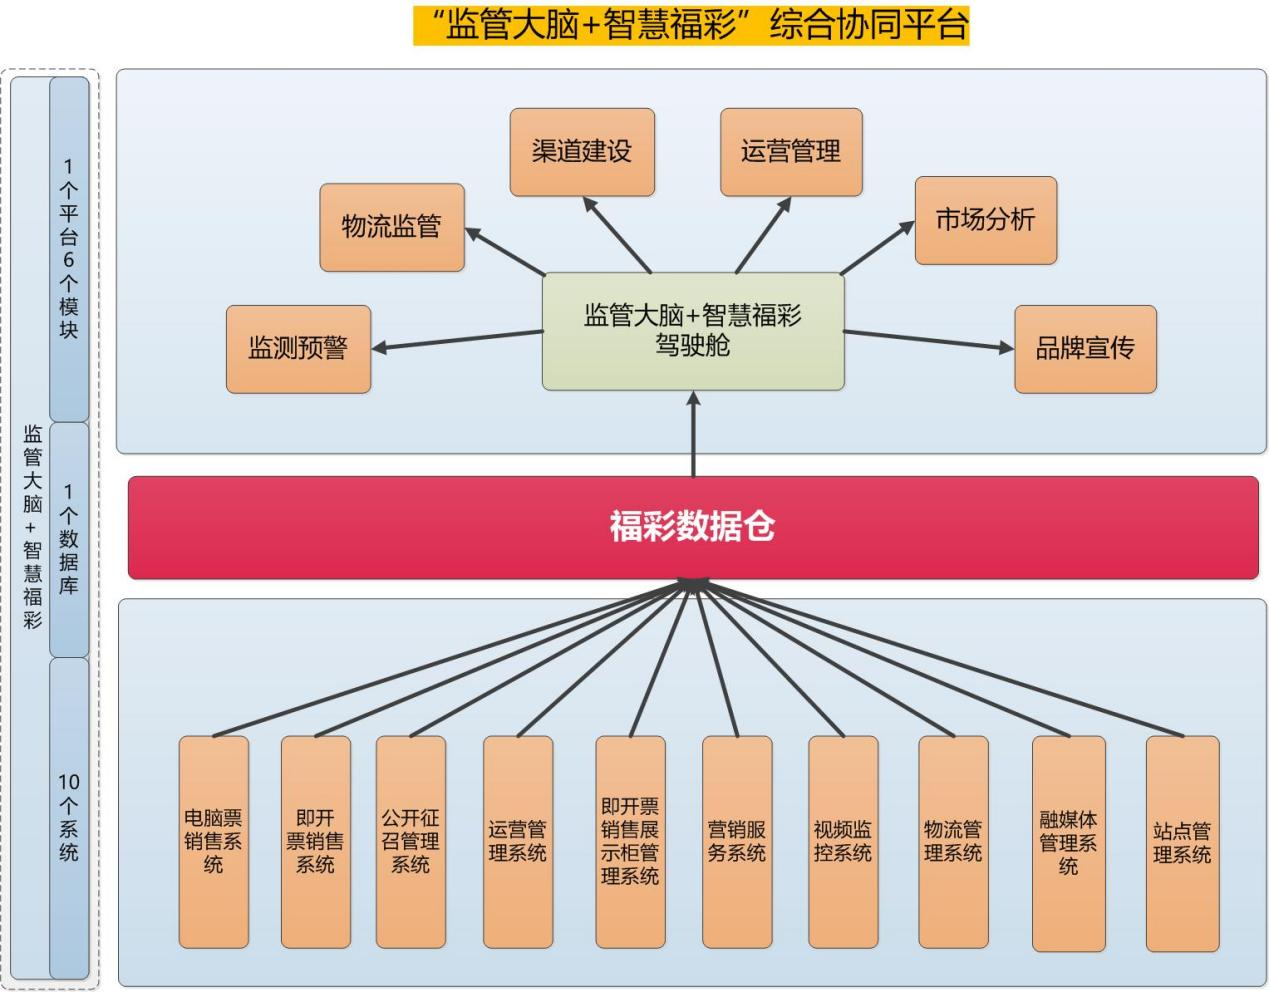 “监管大脑+智慧福彩”综合协同平台
监管大脑+智慧福彩
1个平台6个模块
1个数据库
10个系统
渠道建设
运营管理
物流监管
市场分析
监测预警
监管大脑+智慧福彩
驾驶舱
品牌宣传
福彩数据仓
电脑票
销售系
统
即开
票销售
系统
公开征
召管理
系统
运营管
理系统
即开票
销售展
示柜管
理系统
营销服
务系统
视频监
控系统
物流管
理系统
融媒体
管理系
统
站点管
理系统